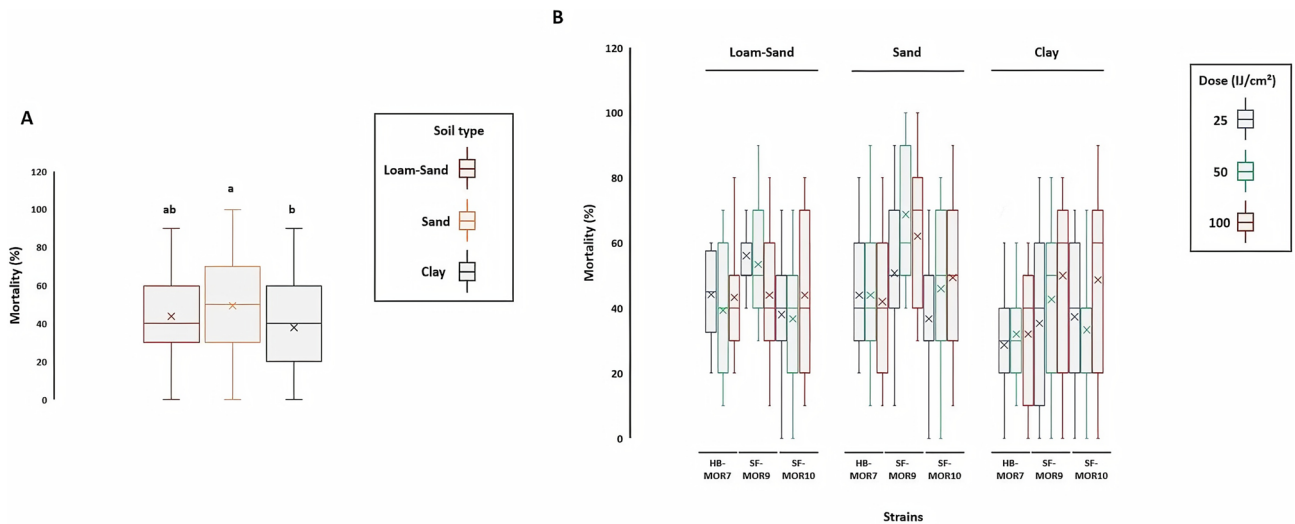 A
Mortality (%)
120
100
80
60
40
20
0
ab
a
b
Soil type
Loam-Sand
Sand
Clay
B
Mortality (%)
120
100
80
60
40
20
0
Loam-Sand
Sand
Clay
HB-
MOR7
SF-
MOR9
SF-
MOR10
HB-
MOR7
SF-
MOR9
SF-
MOR10
HB-
MOR7
SF-
MOR9
SF-
MOR10
Strains
Dose (IJ/cm²)
25
50
100